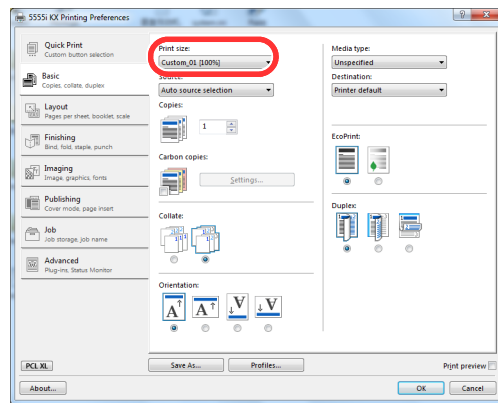 5555i KX Printing Preferences
Quick Print
Custom button selection
Basic
Copies, collate, duplex
Layout
Pages per sheet, booklet, scale
Finishing
Bind, fold, staple, punch
Imaging
Image, graphics, fonts
Publishing
Cover mode, page insert
Job
Job storage, job name
Advanced
Plug-ins, Status Monitor
Print size:
Custom_01 [100%]
Source:
Auto source selection
Copies:
1
Carbon copies:
Settings...
Collate:
Orientation:
Media type:
Unspecified
Destination:
Printer default
EcoPrint:
Duplex:
PCL XL
Save As...
Profiles...
Print preview
About...
OK
Cancel